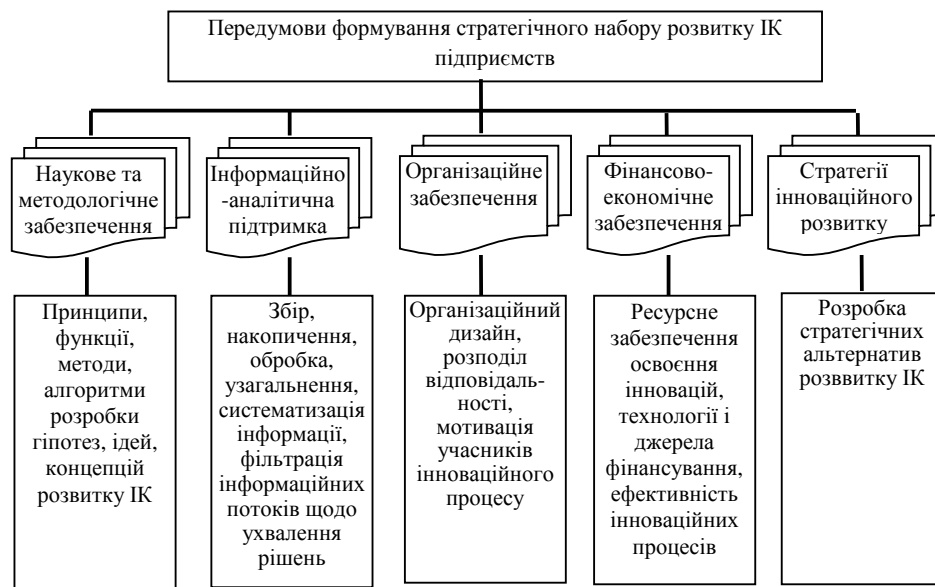 Передумови формування стратегічного набору розвитку ІК
підприємств
Наукове та
методологічне
забезпечення
Інформаційно
-аналітична
підтримка
Організаційне
забезпечення
Фінансово-
економічне
забезпечення
Стратегії
інноваційного
розвитку
Принципи,
функції,
методи,
алгоритми
розробки
гіпотез, ідей,
концепцій
розвитку ІК
Збір,
накопичення,
обробка,
узагальнення,
систематизація
інформації,
фільтрація
інформаційних
потоків щодо
ухвалення
рішень
Організаційний
дизайн,
розподіл
відповідаль-
ності,
мотивація
учасників
інноваційного
процесу
Ресурсне
забезпечення
освоєння
інновацій,
технології і
джерела
фінансування,
ефективність
інноваційних
процесів
Розробка
стратегічних
альтернатив
розввитку ІК